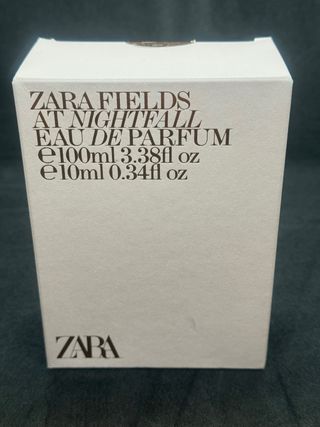 ZARA FIELDS
AT NIGHTFALL
EAU DE PARFUM
℮100ml 3.38fl oz
℮10ml 0.34fl oz
ZARA